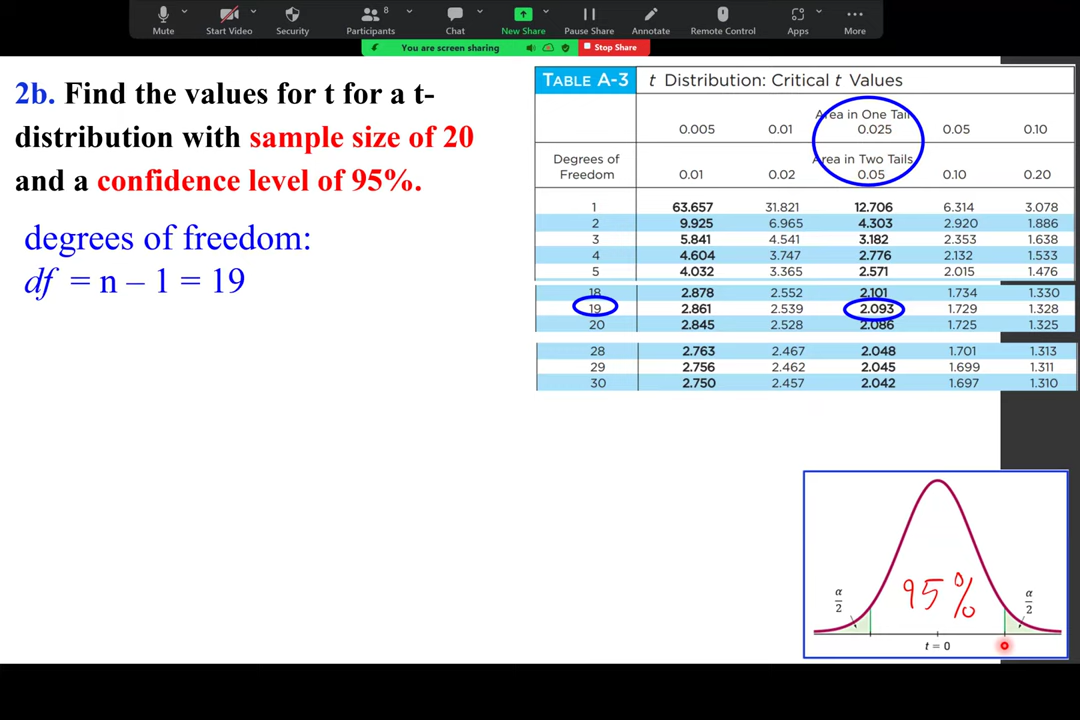 8
Mute Start Video Security Participants Chat New Share Pause Share Annotate Remote Control Apps More
You are screen sharing Stop Share
2b. Find the values for t for a t-
distribution with sample size of 20
and a confidence level of 95%.
degrees of freedom:
df = n – 1 = 19
TABLE A-3 t Distribution: Critical t Values
Area in One Tail
0.005 0.01 0.025 0.05 0.10
Degrees of Area in Two Tails
Freedom 0.01 0.02 0.05 0.10 0.20
1 63.657 31.821 12.706 6.314 3.078
2 9.925 6.965 4.303 2.920 1.886
3 5.841 4.541 3.182 2.353 1.638
4 4.604 3.747 2.776 2.132 1.533
5 4.032 3.365 2.571 2.015 1.476
18 2.878 2.552 2.101 1.734 1.330
19 2.861 2.539 2.093 1.729 1.328
20 2.845 2.528 2.086 1.725 1.325
28 2.763 2.467 2.048 1.701 1.313
29 2.756 2.462 2.045 1.699 1.311
30 2.750 2.457 2.042 1.697 1.310
95%
α/2 α/2
t = 0